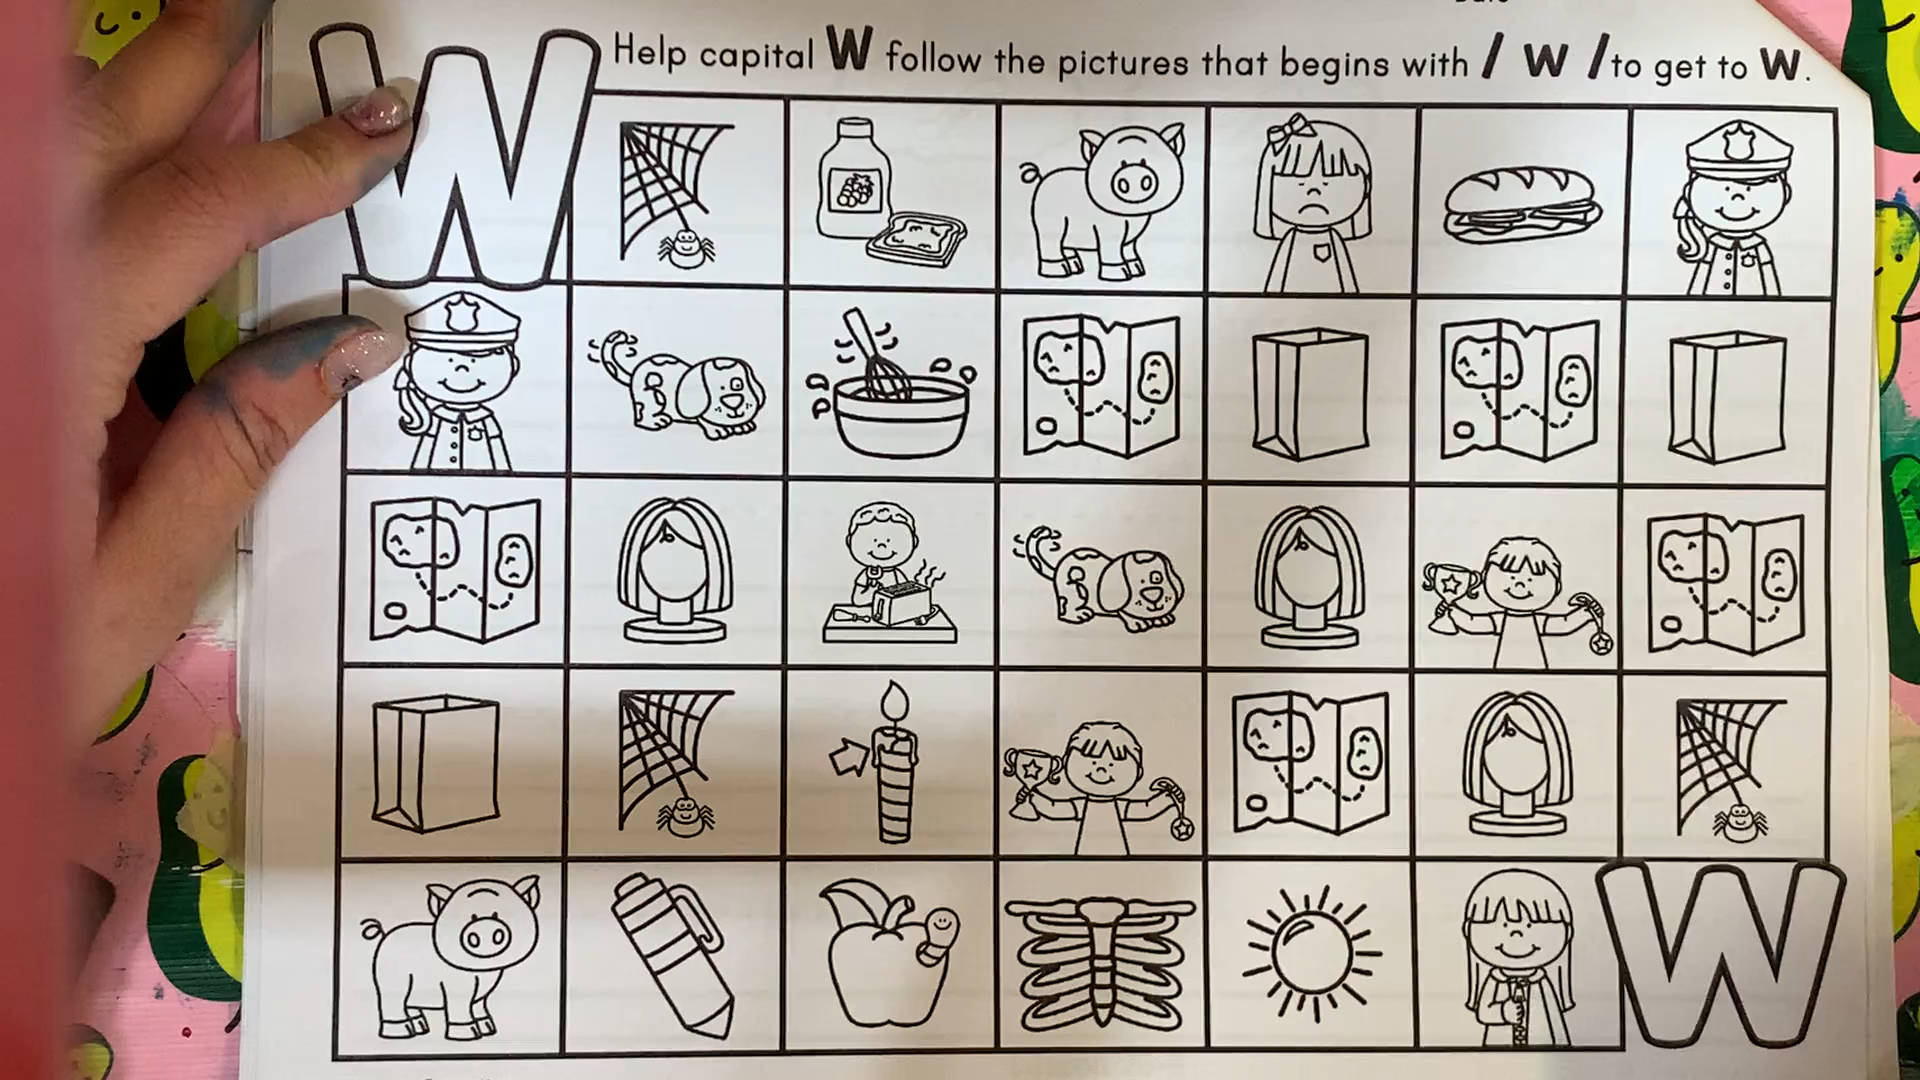 W
Help capital W follow the pictures that begins with / w / to get to w.
W